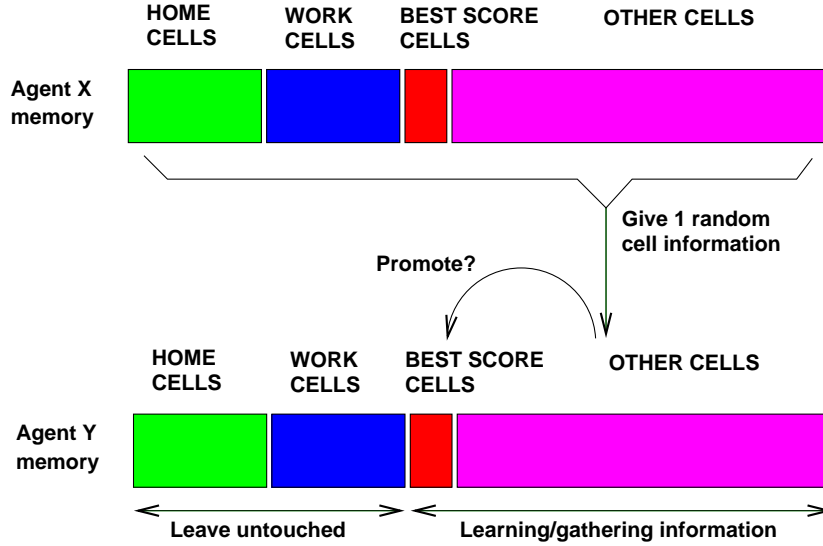 HOME
CELLS
WORK
CELLS
BEST SCORE
CELLS
OTHER CELLS
Agent X
memory
Give 1 random
cell information
Promote?
HOME
CELLS
WORK
CELLS
BEST SCORE
CELLS
OTHER CELLS
Agent Y
memory
Leave untouched
Learning/gathering information